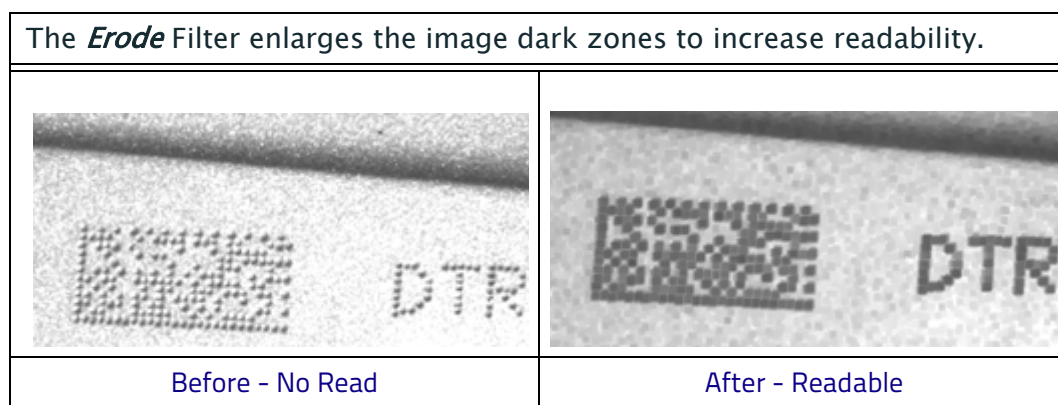 The Erode Filter enlarges the image dark zones to increase readability.
DTR
DTR
Before - No Read
After - Readable